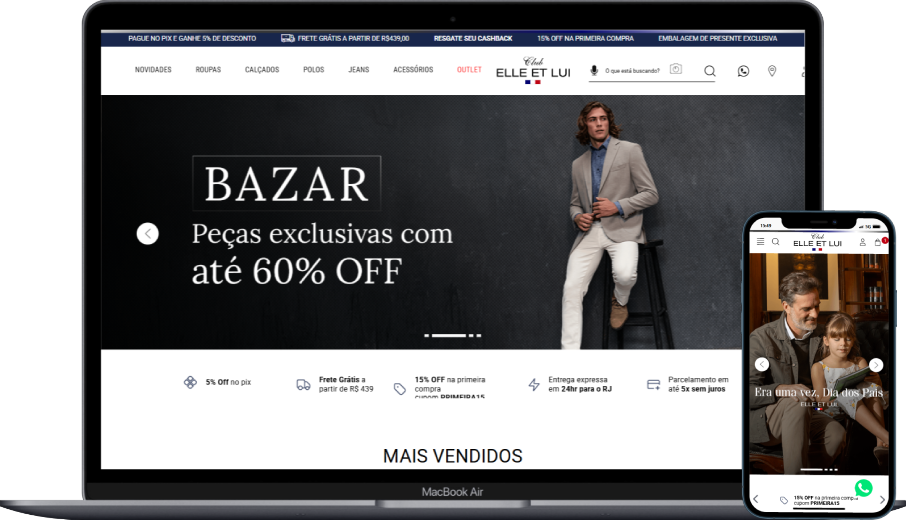 PAGUE NO PIX E GANHE 5% DE DESCONTO FRETE GRÁTIS A PARTIR DE R$439,00 RESGATE SEU CASHBACK 15% OFF NA PRIMEIRA COMPRA EMBALAGEM DE PRESENTE EXCLUSIVA
NOVIDADES ROUPAS CALÇADOS POLOS JEANS ACESSÓRIOS OUTLET
Club
ELLE ET LUI
O que está buscando?
BAZAR
Peças exclusivas com
até 60% OFF
5% Off no pix
Frete Grátis a
partir de R$ 439
15% OFF na primeira
compra
cupom PRIMEIRA15
Entrega expressa
em 24hr para o RJ
Parcelamento em
até 5x sem juros
MAIS VENDIDOS
MacBook Air
15:49
3G
Club
ELLE ET LUI
1
Era uma vez, Dia dos Pais
ELLE ET LUI
15% OFF na primeira compra
cupom PRIMEIRA15